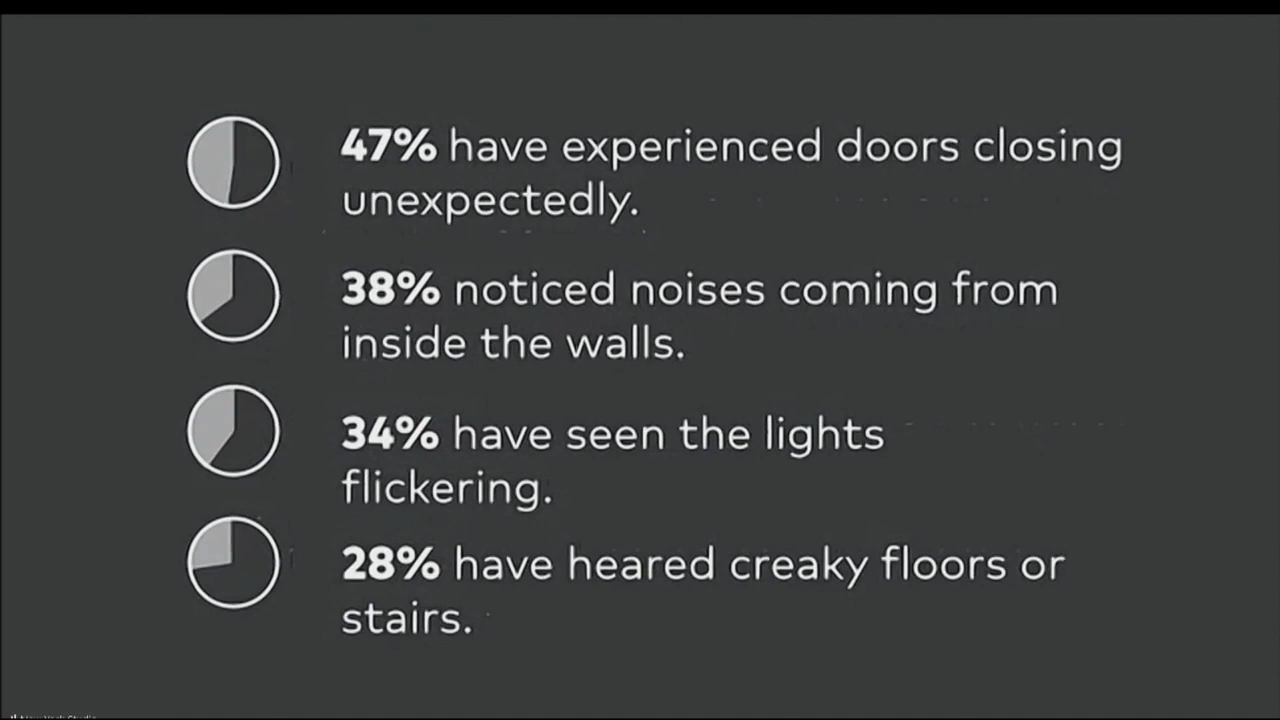 47% have experienced doors closing
unexpectedly.
38% noticed noises coming from
inside the walls.
34% have seen the lights
flickering.
28% have heared creaky floors or
stairs.